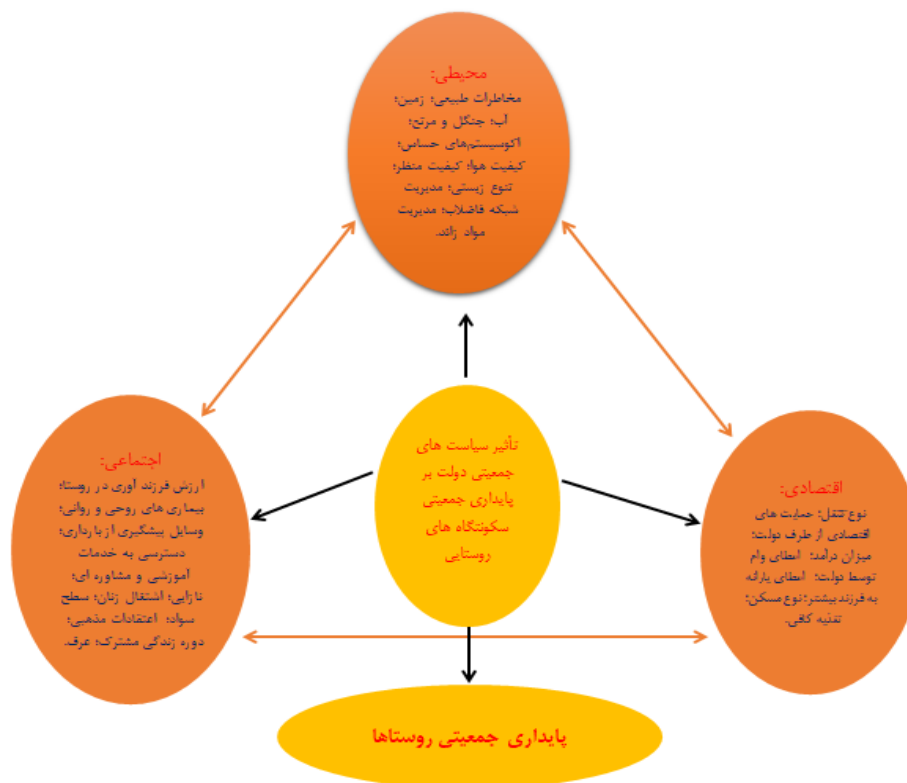 محیطی:
مخاطرات طبیعی؛ زمین؛
آب؛ جنگل و مرتع؛
اکوسیستم‌های حساس؛
کیفیت هوا؛ کیفیت منظر؛
تنوع زیستی؛ مدیریت
شبکه فاضلاب؛ مدیریت
مواد زائد.
تأثیر سیاست های
جمعیتی دولت بر
پایداری جمعیتی
سکونتگاه های
روستایی
اجتماعی:
ارزش فرزند آوری در روستا؛
بیماری های روحی و روانی؛
وسایل پیشگیری از بارداری؛
دسترسی به خدمات
آموزشی و مشاوره ای؛
نازایی؛ اشتغال زنان؛ سطح
سواد؛ اعتقادات مذهبی؛
دوره زندگی مشترک؛ عرف.
اقتصادی:
نوع شغل؛ حمایت های
اقتصادی از طرف دولت؛
میزان درآمد؛ اعطای وام
توسط دولت؛ اعطای یارانه
به فرزند بیشتر؛ نوع مسکن؛
تغذیه کافی.
پایداری جمعیتی روستاها